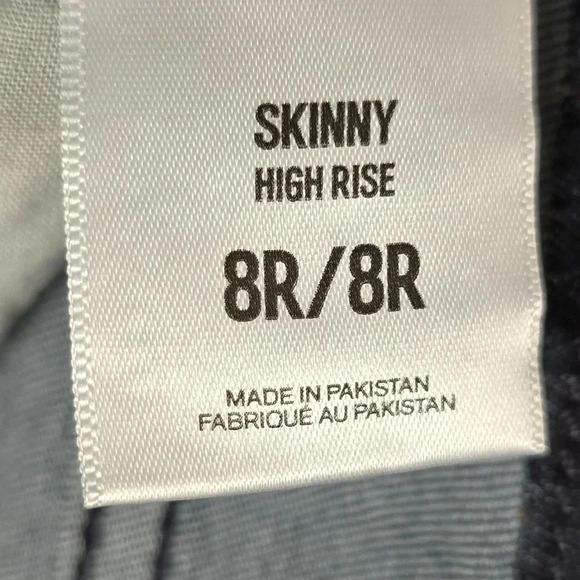 SKINNY
HIGH RISE
8R/8R
MADE IN PAKISTAN
FABRIQUÉ AU PAKISTAN